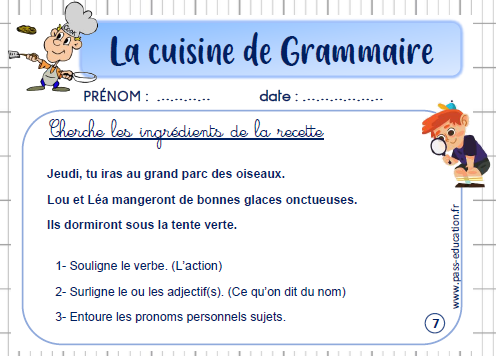 Cook
La cuisine de Grammaire
PRÉNOM : ............. date : ...................
Cherche les ingrédients de la recette
Jeudi, tu iras au grand parc des oiseaux.
Lou et Léa mangeront de bonnes glaces onctueuses.
Ils dormiront sous la tente verte.
1- Souligne le verbe. (L'action)
2- Surligne le ou les adjectif(s). (Ce qu'on dit du nom)
3- Entoure les pronoms personnels sujets.
www.pass-education.fr
7